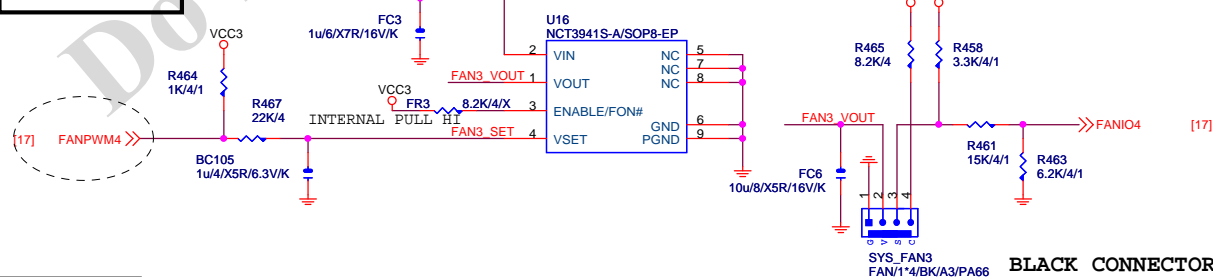 Do
FC3
1u/6/X7R/16V/K
U16
NCT3941S-A/SOP8-EP
VCC3
R464
1K/4/1
R467
22K/4
[17]
FANPWM4
BC105
1u/4/X5R/6.3V/K
VCC3
FR3
8.2K/4/X
INTERNAL PULL HI
FAN3_VOUT
FAN3_SET
2
1
3
4
VIN
VOUT
ENABLE/FON#
VSET
NC
NC
NC
GND
PGND
5
7
8
6
9
R465
8.2K/4
R458
3.3K/4/1
FAN3_VOUT
FC6
10u/8/X5R/16V/K
R461
15K/4/1
R463
6.2K/4/1
FANIO4
[17]
1
2
3
4
G
V
S
C
SYS_FAN3
FAN/1*4/BK/A3/PA66
BLACK CONNECTOR